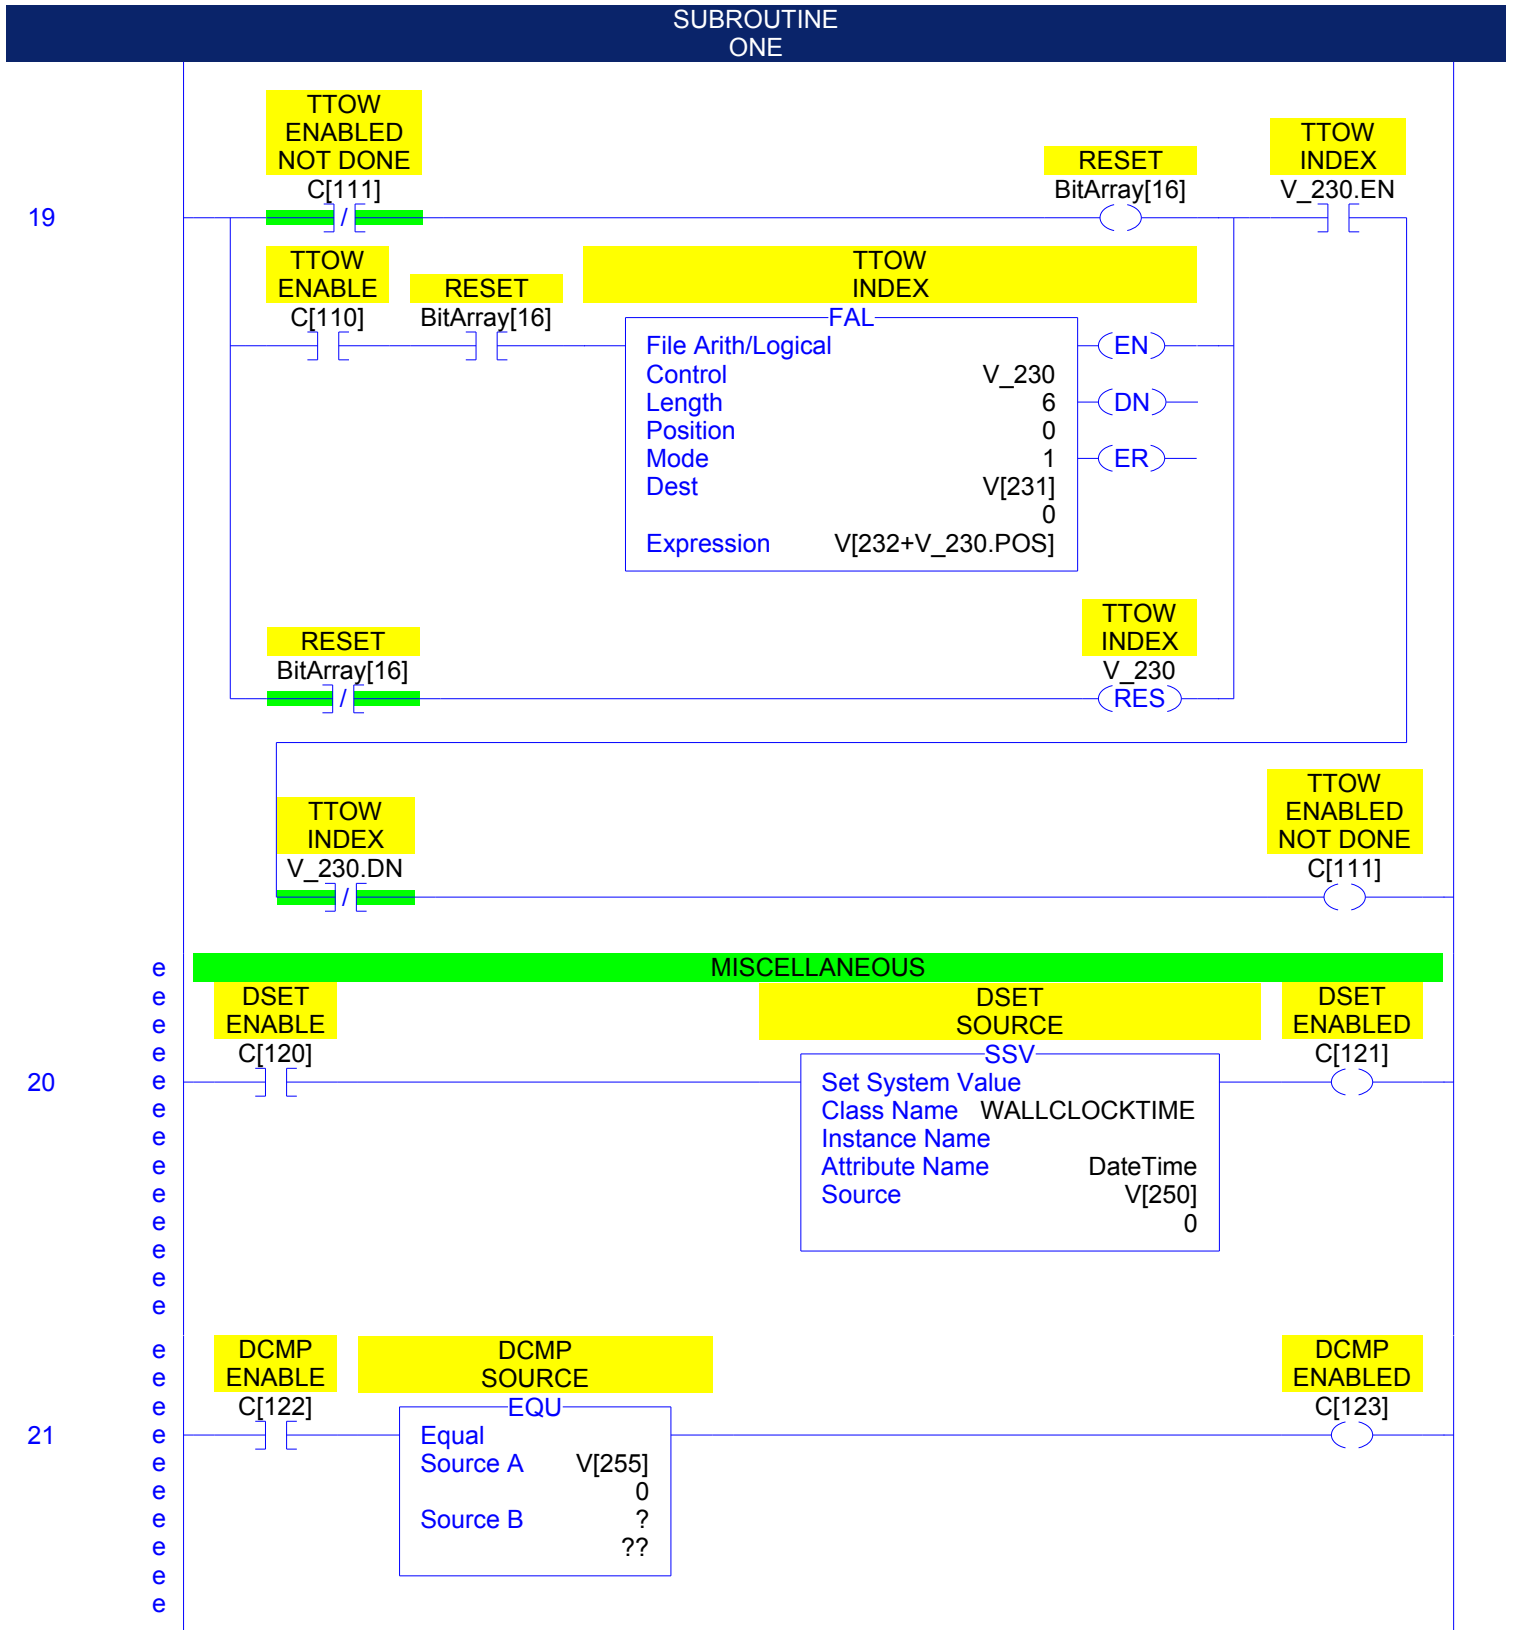 SUBROUTINE
ONE
TTOW
ENABLED
NOT DONE
C[111]
/
RESET
BitArray[16]
TTOW
INDEX
V_230.EN
19
TTOW
ENABLE
C[110]
RESET
BitArray[16]
TTOW
INDEX
FAL
File Arith/Logical
Control V_230
Length 6
Position 0
Mode 1
Dest V[231]
0
Expression V[232+V_230.POS]
EN
DN
ER
RESET
BitArray[16]
/
TTOW
INDEX
V_230
RES
TTOW
INDEX
V_230.DN
/
TTOW
ENABLED
NOT DONE
C[111]
e MISCELLANEOUS
e
e
e
e
e
e
e
e
e
e
e
e
DSET
ENABLE
C[120]
20
DSET
SOURCE
SSV
Set System Value
Class Name WALLCLOCKTIME
Instance Name
Attribute Name DateTime
Source V[250]
0
DSET
ENABLED
C[121]
e
e
e
e
e
e
e
e
e
e
DCMP
ENABLE
C[122]
21
DCMP
SOURCE
EQU
Equal
Source A V[255]
0
Source B ?
??
DCMP
ENABLED
C[123]